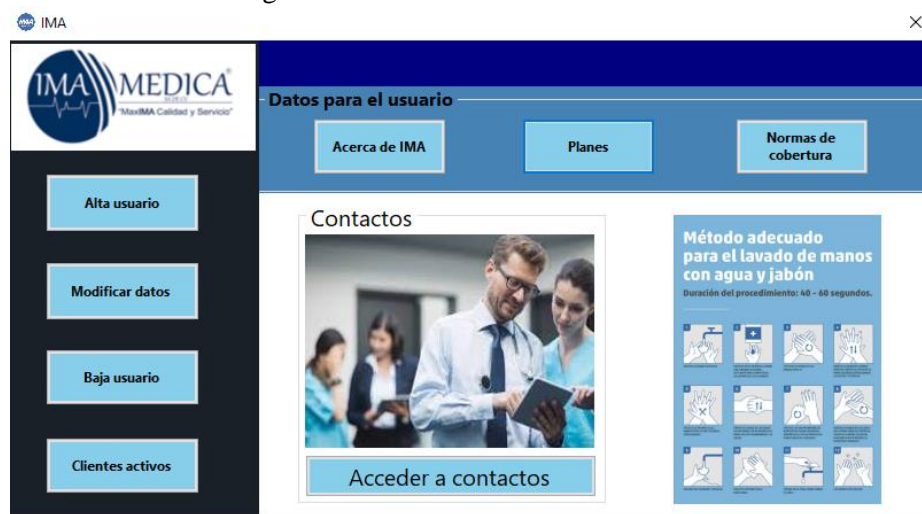 IMA
IMA MEDICA
"MaxIMA Calidad y Servicio"
Datos para el usuario
Acerca de IMA
Planes
Normas de
cobertura
Alta usuario
Modificar datos
Baja usuario
Clientes activos
Contactos
Acceder a contactos
Método adecuado
para el lavado de manos
con agua y jabón
Duración del procedimiento: 40 - 60 segundos.